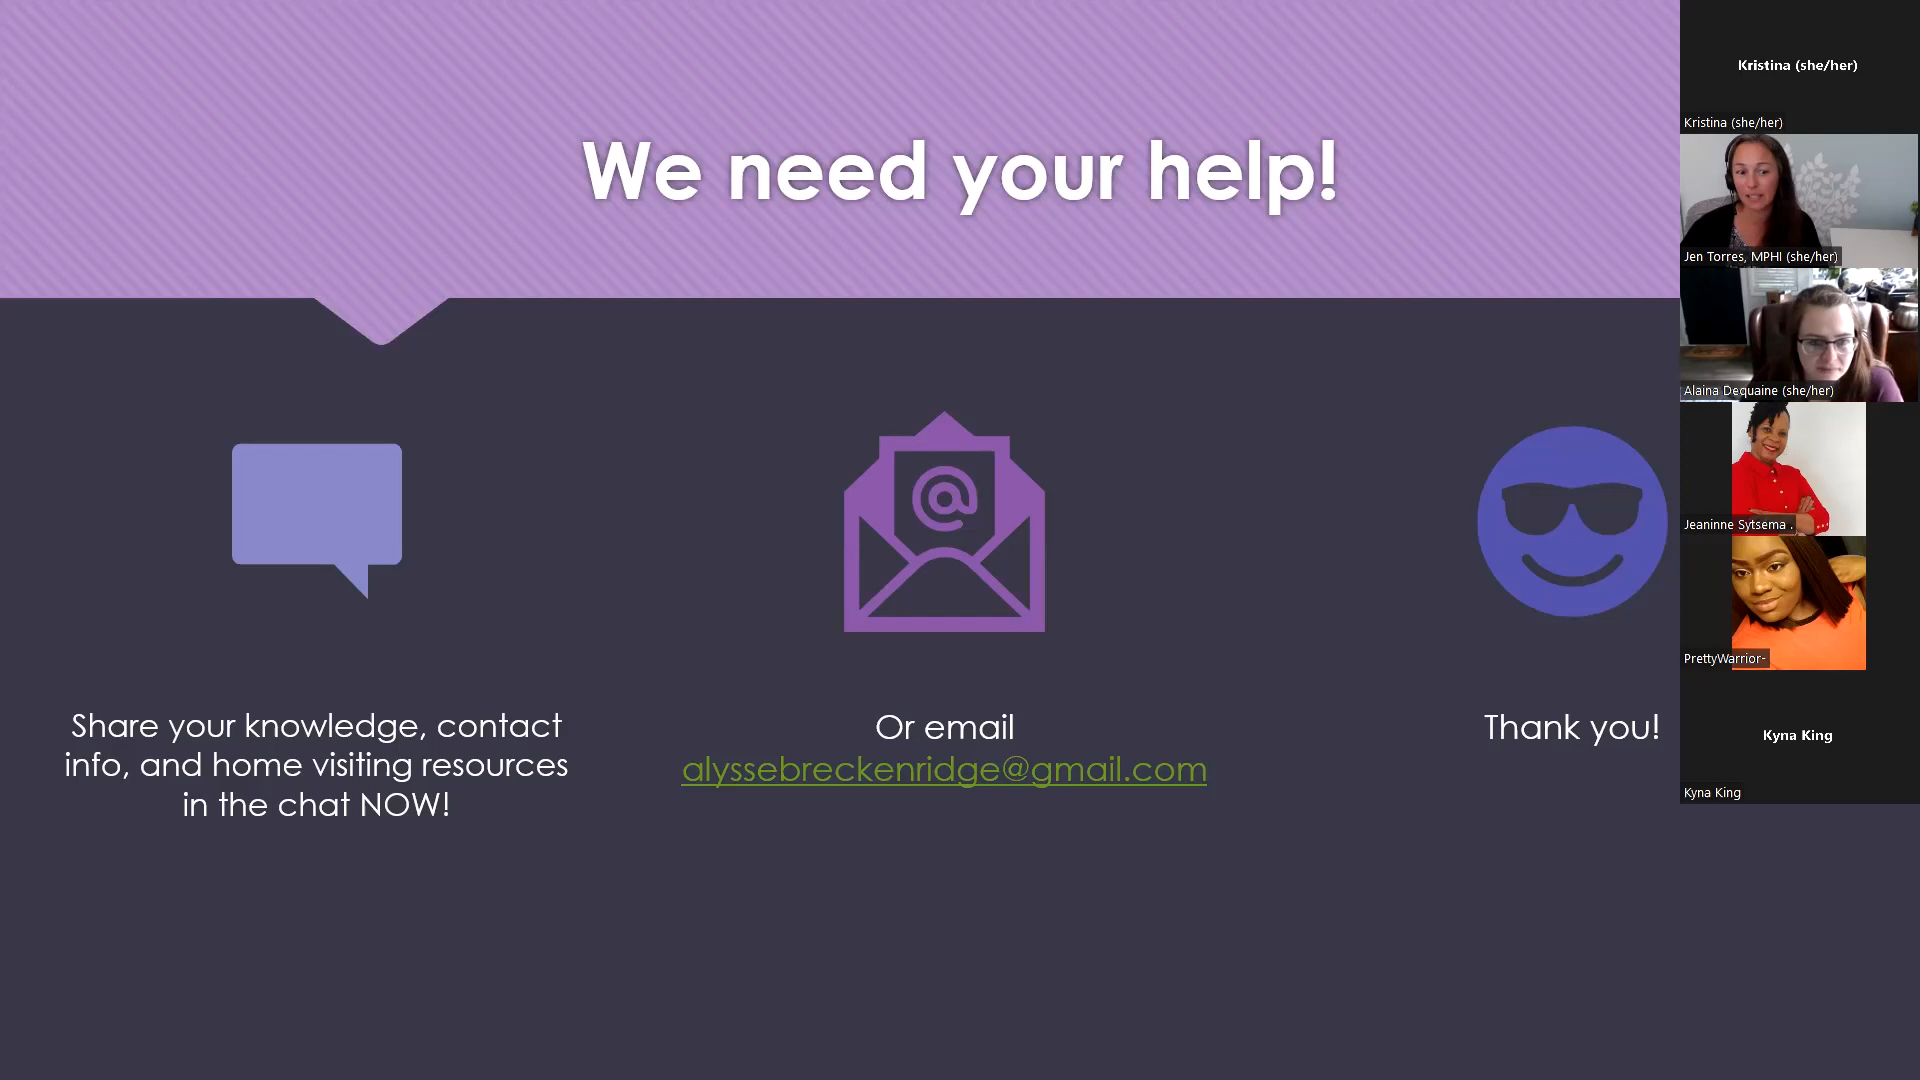 We need your help!
Share your knowledge, contact
info, and home visiting resources
in the chat NOW!
@
Or email
alyssebreckenridge@gmail.com
Thank you!
Kristina (she/her)
Kristina (she/her)
Jen Torres, MPHI (she/her)
Alaina Dequaine (she/her)
Jeaninne Sytsema .
PrettyWarrior-
Kyna King
Kyna King